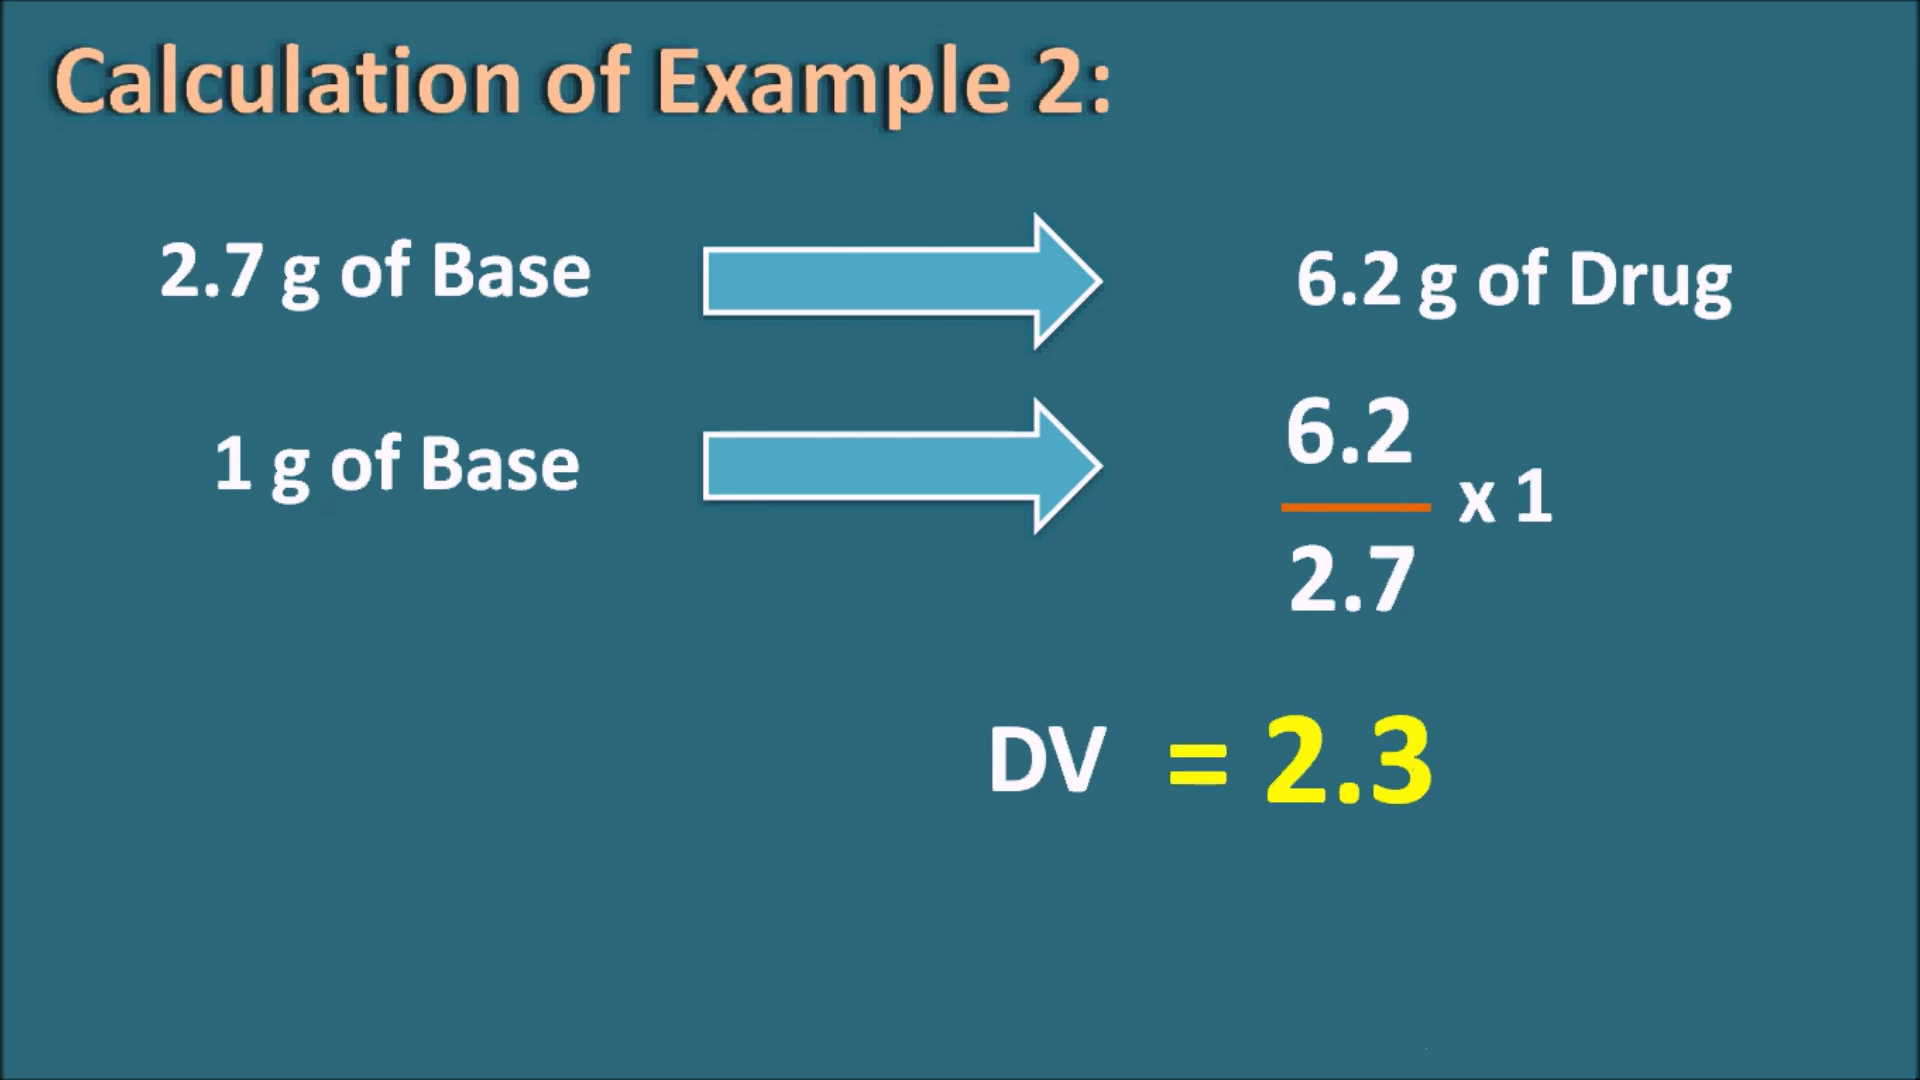 Calculation of Example 2:
2.7 g of Base
6.2 g of Drug
1 g of Base
6.2
x 1
2.7
DV = 2.3